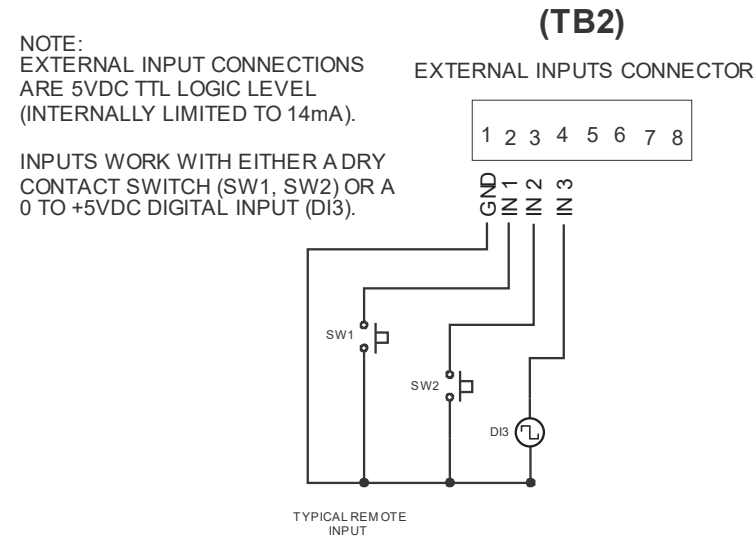 (TB2)
NOTE:
EXTERNAL INPUT CONNECTIONS
ARE 5VDC TTL LOGIC LEVEL
(INTERNALLY LIMITED TO 14mA).
INPUTS WORK WITH EITHER A DRY
CONTACT SWITCH (SW1, SW2) OR A
0 TO +5VDC DIGITAL INPUT (DI3).
EXTERNAL INPUTS CONNECTOR
1 2 3 4 5 6 7 8
GND
IN 1
IN 2
IN 3
SW1
SW2
DI3
TYPICAL REMOTE
INPUT